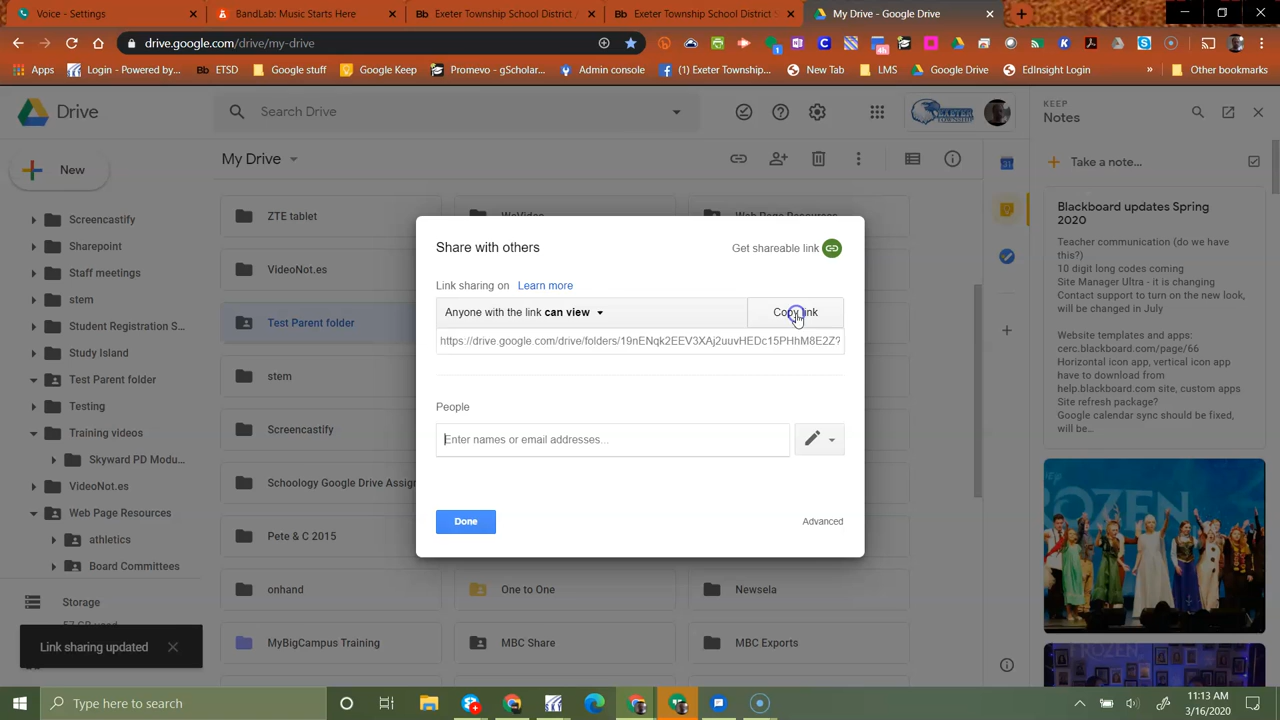 Voice - Settings
BandLab: Music Starts Here
Exeter Township School District /
Exeter Township School District S
My Drive - Google Drive
drive.google.com/drive/my-drive
Apps
Login - Powered by...
Bb ETSD
Google stuff
Google Keep
Promevo - gScholar...
Admin console
(1) Exeter Township...
New Tab
LMS
Google Drive
EdInsight Login
Other bookmarks
Drive
Search Drive
EXETER
KEEP
Notes
New
My Drive
Take a note...
Screencastify
Sharepoint
Staff meetings
stem
Student Registration S...
Study Island
Test Parent folder
Testing
Training videos
Skyward PD Modu...
VideoNot.es
Web Page Resources
athletics
Board Committees
Storage
Link sharing updated
ZTE tablet
WeVideo
Web Page Resources
VideoNot.es
Test Parent folder
stem
Screencastify
Schoology Google Drive Assign
Pete & C 2015
onhand
One to One
Newsela
MyBigCampus Training
MBC Share
MBC Exports
Share with others
Get shareable link
Link sharing on Learn more
Anyone with the link can view
Copy link
https://drive.google.com/drive/folders/19nENqk2EEV3XAj2uuvHEDc15PHhM8E2Z?
People
Enter names or email addresses...
Done
Advanced
Blackboard updates Spring
2020
Teacher communication (do we have
this?)
10 digit long codes coming
Site Manager Ultra - it is changing
Contact support to turn on the new look,
will be changed in July
Website templates and apps:
cerc.blackboard.com/page/66
Horizontal icon app, vertical icon app
have to download from
help.blackboard.com site, custom apps
Site refresh package?
Google calendar sync should be fixed,
will be...
Type here to search
11:13 AM
3/16/2020